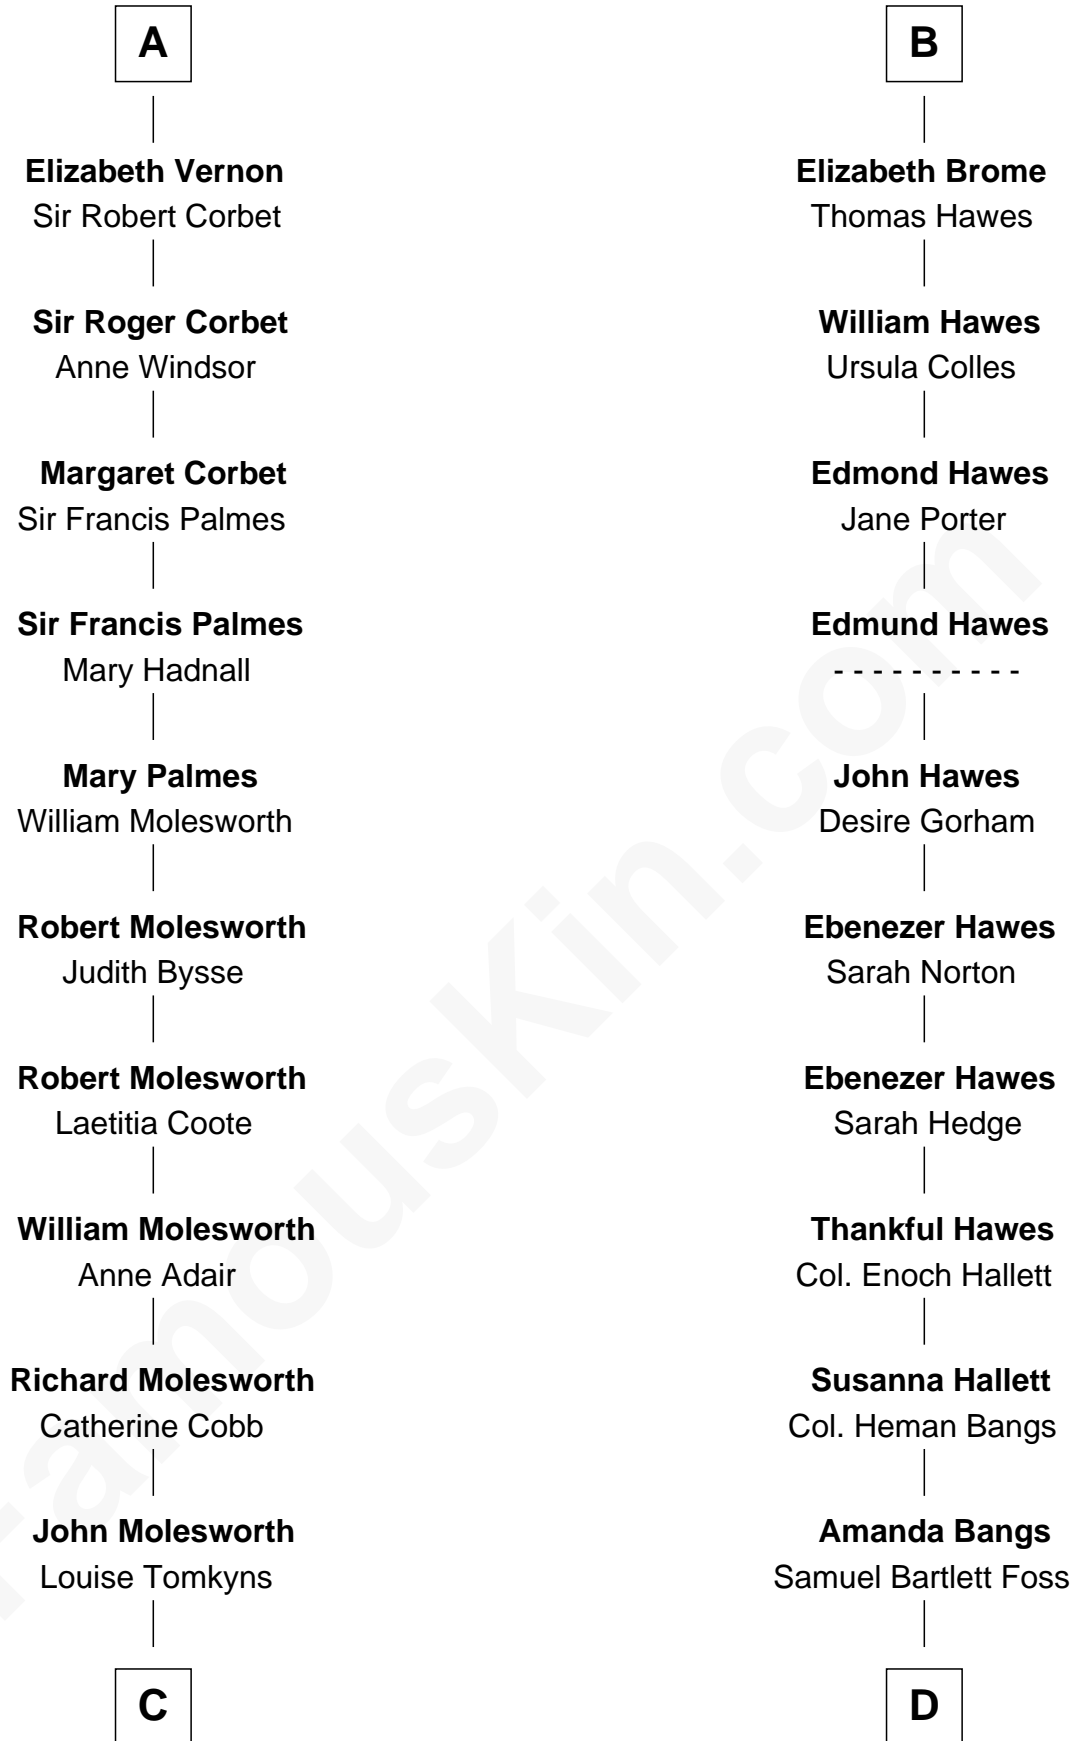 A
Elizabeth Vernon
Sir Robert Corbet
Sir Roger Corbet
Anne Windsor
Margaret Corbet
Sir Francis Palmes
Sir Francis Palmes
Mary Hadnall
Mary Palmes
William Molesworth
Robert Molesworth
Judith Bysse
Robert Molesworth
Laetitia Coote
William Molesworth
Anne Adair
Richard Molesworth
Catherine Cobb
John Molesworth
Louise Tomkyns
C
B
Elizabeth Brome
Thomas Hawes
William Hawes
Ursula Colles
Edmond Hawes
Jane Porter
Edmund Hawes
- - - - - - - - - -
John Hawes
Desire Gorham
Ebenezer Hawes
Sarah Norton
Ebenezer Hawes
Sarah Hedge
Thankful Hawes
Col. Enoch Hallett
Susanna Hallett
Col. Heman Bangs
Amanda Bangs
Samuel Bartlett Foss
D
FamousKin.com